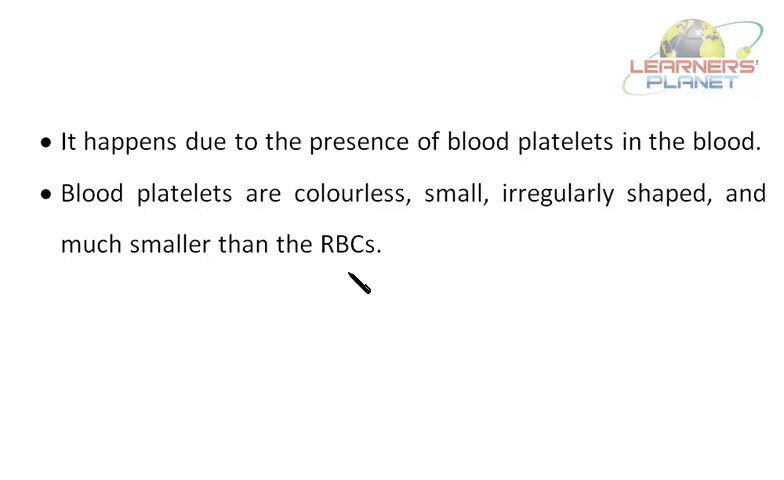 LEARNERS'
PLANET
• It happens due to the presence of blood platelets in the blood.
• Blood platelets are colourless, small, irregularly shaped, and
much smaller than the RBCs.